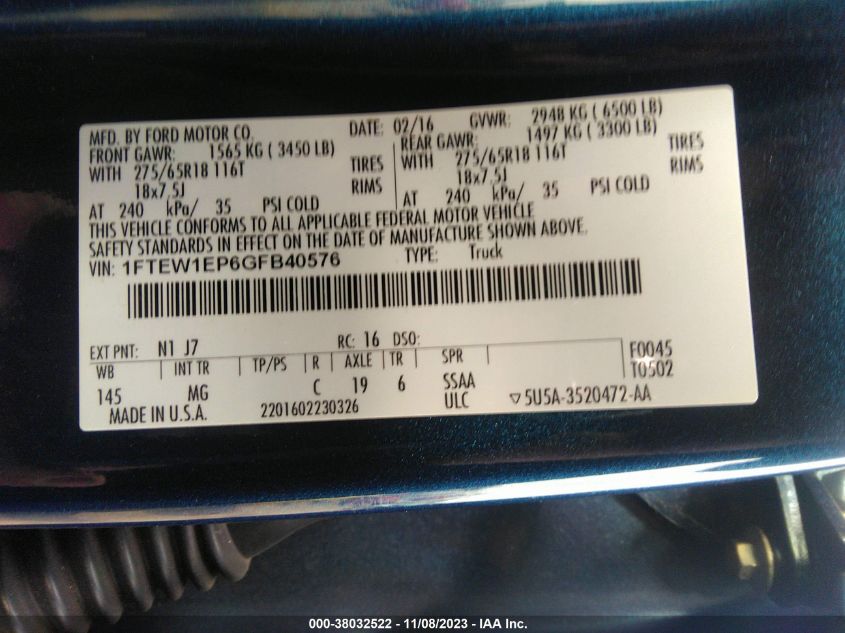 MFD. BY FORD MOTOR CO. DATE: 02/16 GVWR: 2948 KG ( 6500 LB)
FRONT GAWR: 1565 KG ( 3450 LB) REAR GAWR: 1497 KG ( 3300 LB)
WITH 275/65R18 116T TIRES WITH 275/65R18 116T TIRES
18x7.5J RIMS 18x7.5J RIMS
AT 240 kPa/ 35 PSI COLD AT 240 kPa/ 35 PSI COLD
THIS VEHICLE CONFORMS TO ALL APPLICABLE FEDERAL MOTOR VEHICLE
SAFETY STANDARDS IN EFFECT ON THE DATE OF MANUFACTURE SHOWN ABOVE.
VIN: 1FTEW1EP6GFB40576 TYPE: Truck
EXT PNT: N1 J7 RC: 16 DSO: F0045
WB INT TR TP/PS R AXLE TR SPR T0502
145 MG C 19 6 SSAA
MADE IN U.S.A. 2201602230326 ULC ▽5U5A-3520472-AA
000-38032522 - 11/08/2023 - IAA Inc.